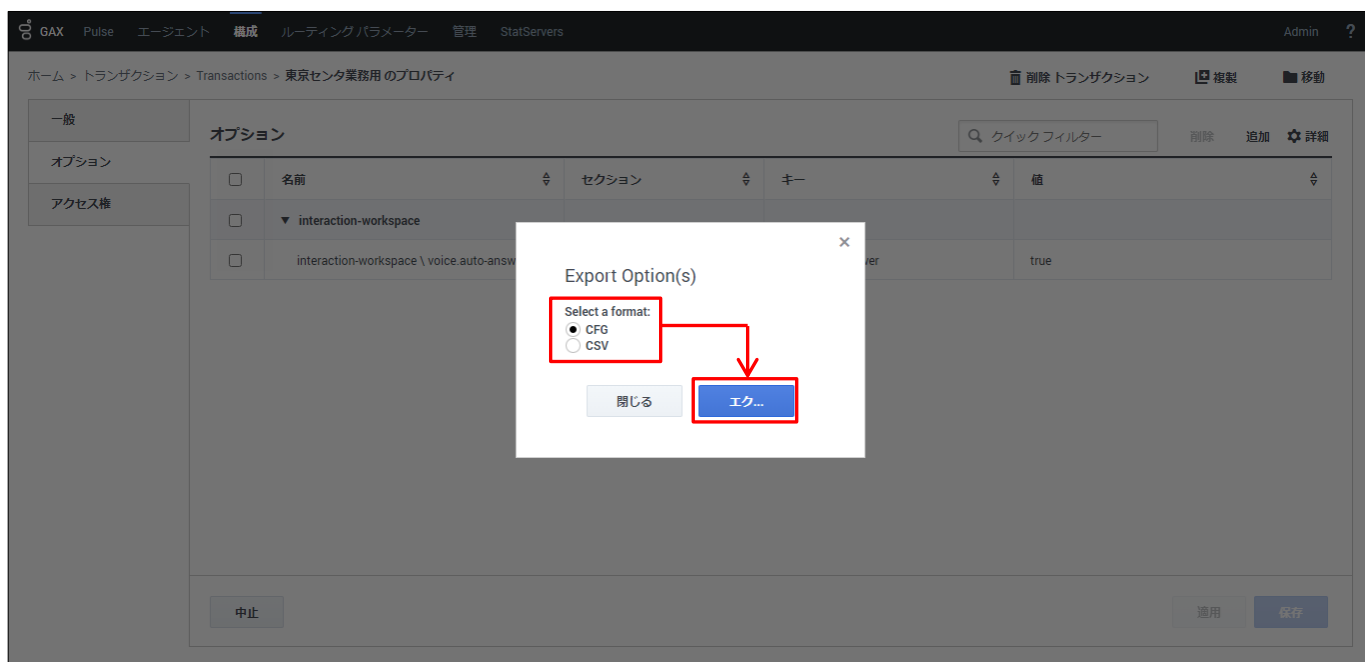 GAX Pulse エージェント 構成 ルーティング パラメーター 管理 StatServers Admin ?
ホーム > トランザクション > Transactions > 東京センタ業務用 のプロパティ 削除 トランザクション 複製 移動
一般
オプション
アクセス権
オプション クイック フィルター 削除 追加 詳細
名前 セクション キー 値
interaction-workspace
interaction-workspace \ voice.auto-answ ver true
×
Export Option(s)
Select a format:
CFG
CSV
閉じる エク...
中止 適用 保存